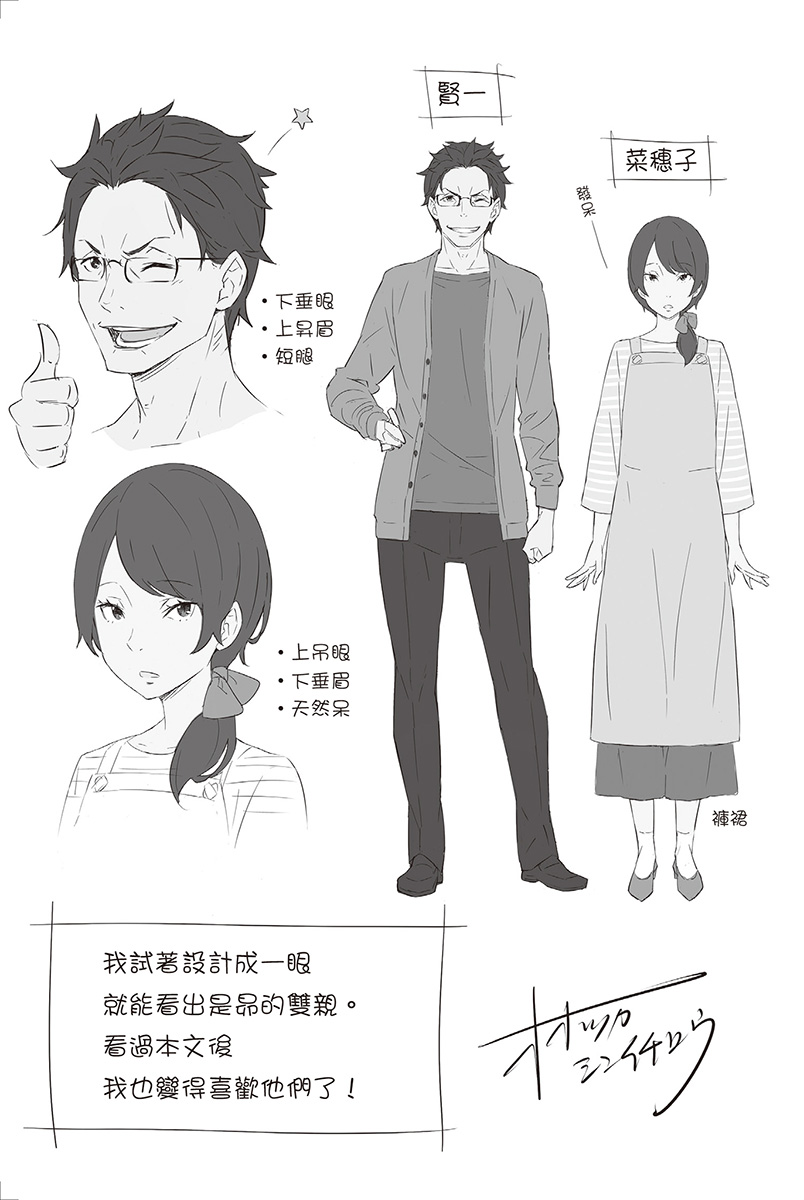 賢一
菜穗子
發呆
・下垂眼
・上昇眉
・短腿
・上吊眼
・下垂眉
・天然呆
褲裙
我試著設計成一眼
就能看出是昴的雙親。
看過本文後
我也變得喜歡他們了！
オオツカ
シンイチロウ